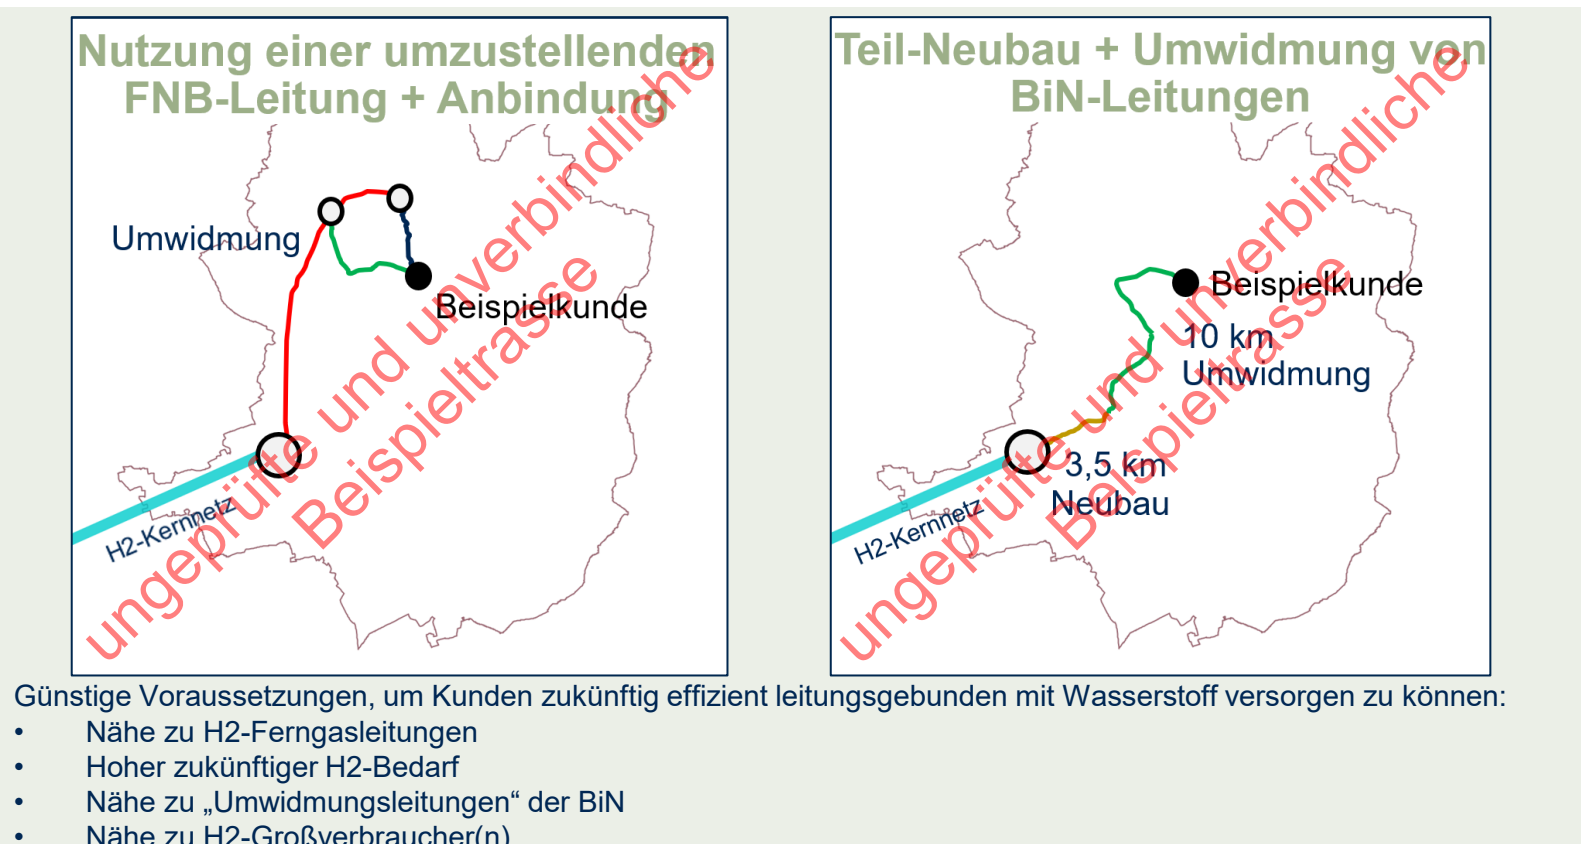 Nutzung einer umzustellenden
FNB-Leitung + Anbindung
Umwidmung
Beispielkunde
H2-Kernnetz
ungeprüfte und unverbindliche
Beispieltrasse
Teil-Neubau + Umwidmung von
BiN-Leitungen
Beispielkunde
10 km
Umwidmung
3,5 km
Neubau
H2-Kernnetz
ungeprüfte und unverbindliche
Beispieltrasse
Günstige Voraussetzungen, um Kunden zukünftig effizient leitungsgebunden mit Wasserstoff versorgen zu können:
• Nähe zu H2-Ferngasleitungen
• Hoher zukünftiger H2-Bedarf
• Nähe zu „Umwidmungsleitungen“ der BiN
• Nähe zu H2-Großverbraucher(n)